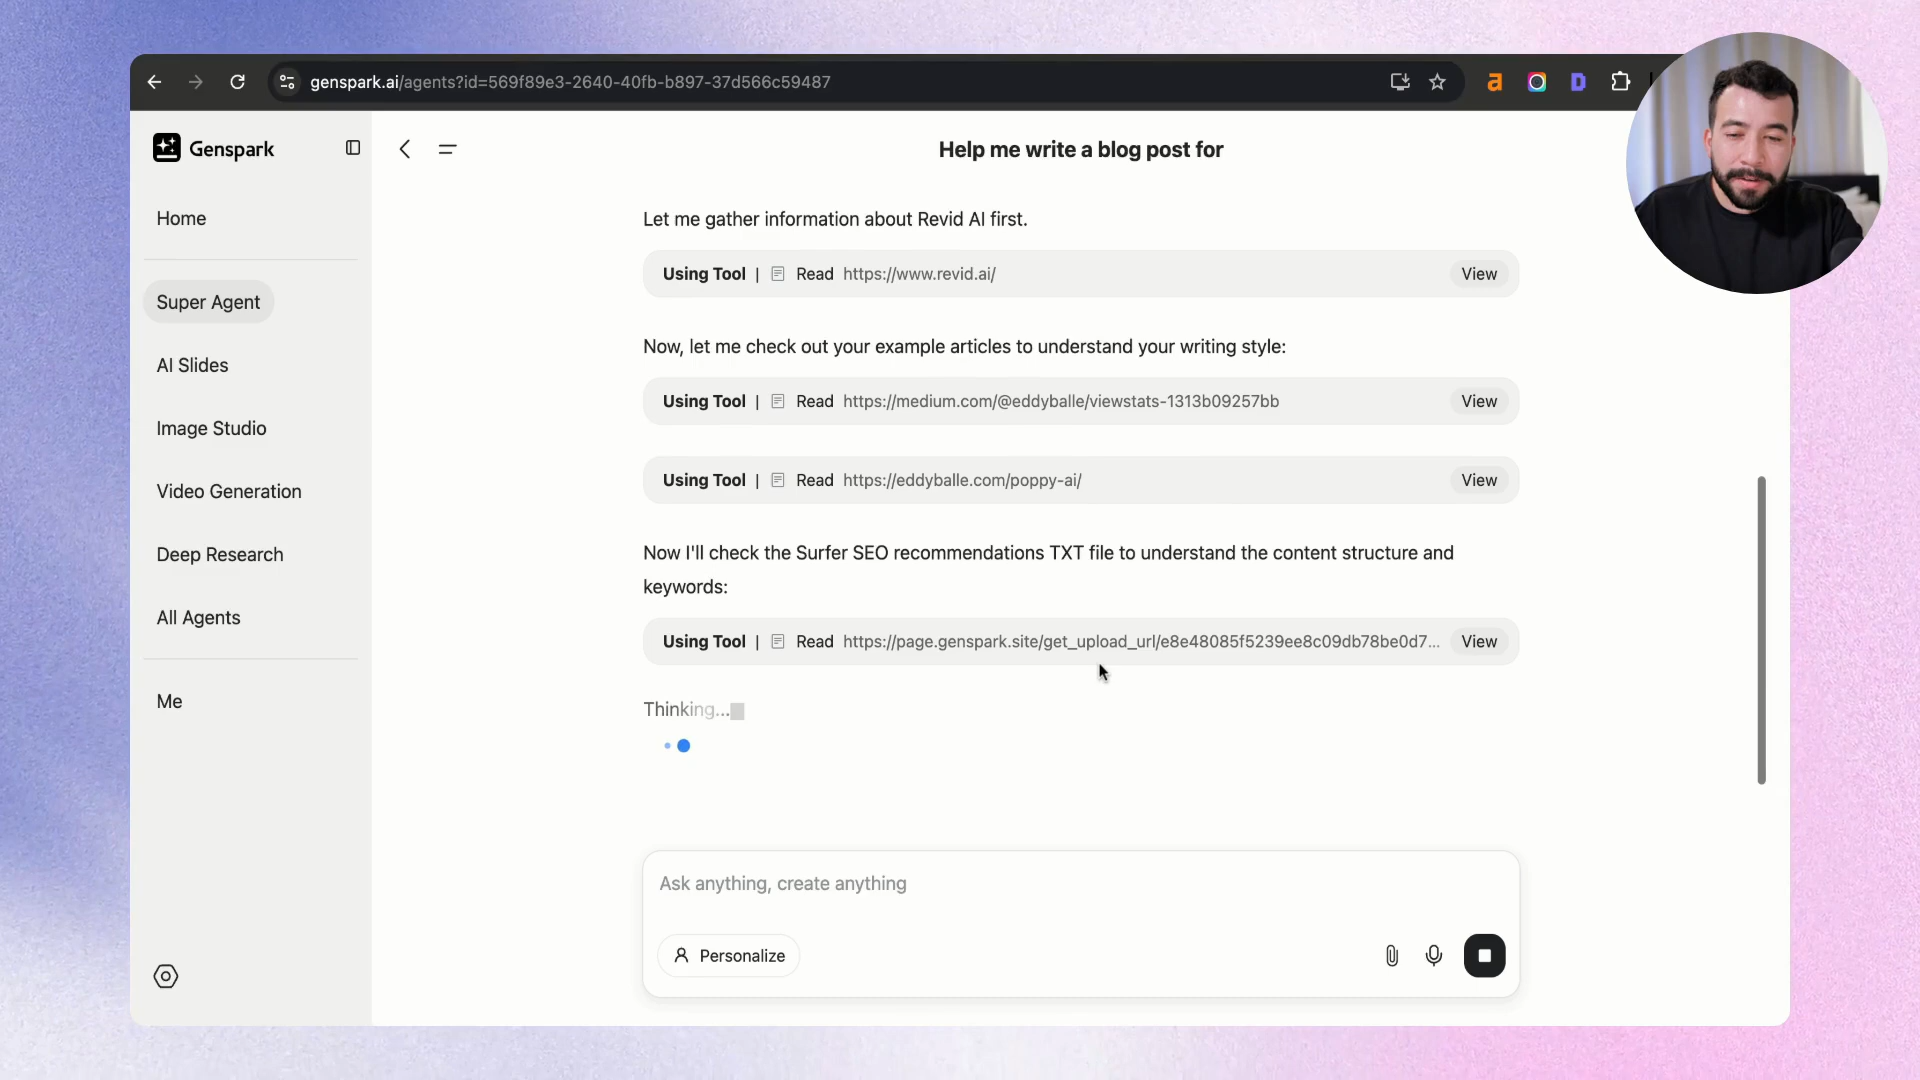 genspark.ai/agents?id=569f89e3-2640-40fb-b897-37d566c59487
Genspark
Home
Super Agent
AI Slides
Image Studio
Video Generation
Deep Research
All Agents
Me
Help me write a blog post for
Let me gather information about Revid AI first.
Using Tool | Read https://www.revid.ai/ View
Now, let me check out your example articles to understand your writing style:
Using Tool | Read https://medium.com/@eddyballe/viewstats-1313b09257bb View
Using Tool | Read https://eddyballe.com/poppy-ai/ View
Now I'll check the Surfer SEO recommendations TXT file to understand the content structure and
keywords:
Using Tool | Read https://page.genspark.site/get_upload_url/e8e48085f5239ee8c09db78be0d7... View
Thinking...
Ask anything, create anything
Personalize